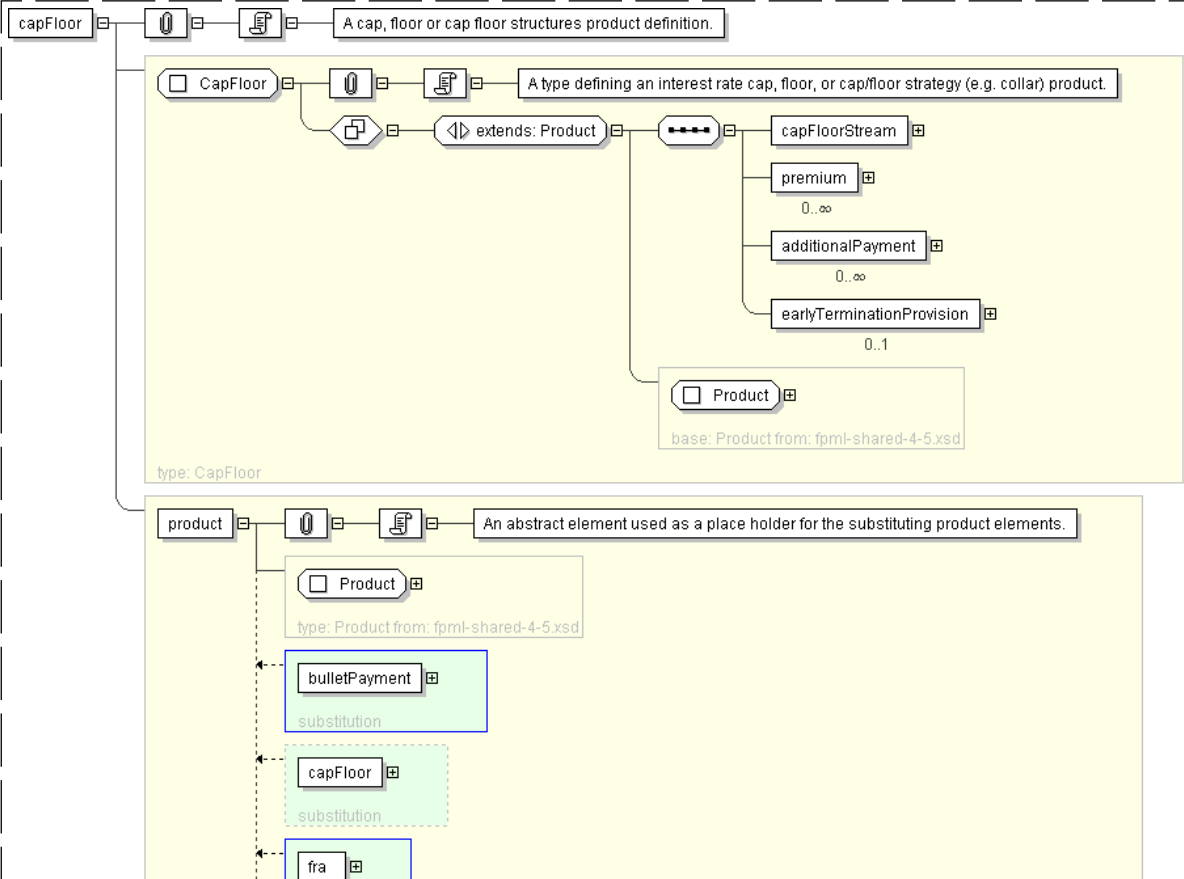 capFloor
A cap, floor or cap floor structures product definition.
CapFloor
A type defining an interest rate cap, floor, or cap/floor strategy (e.g. collar) product.
extends: Product
capFloorStream
premium
0..∞
additionalPayment
0..∞
earlyTerminationProvision
0..1
Product
base: Product from: fpml-shared-4-5.xsd
type: CapFloor
product
An abstract element used as a place holder for the substituting product elements.
Product
type: Product from: fpml-shared-4-5.xsd
bulletPayment
substitution
capFloor
substitution
fra